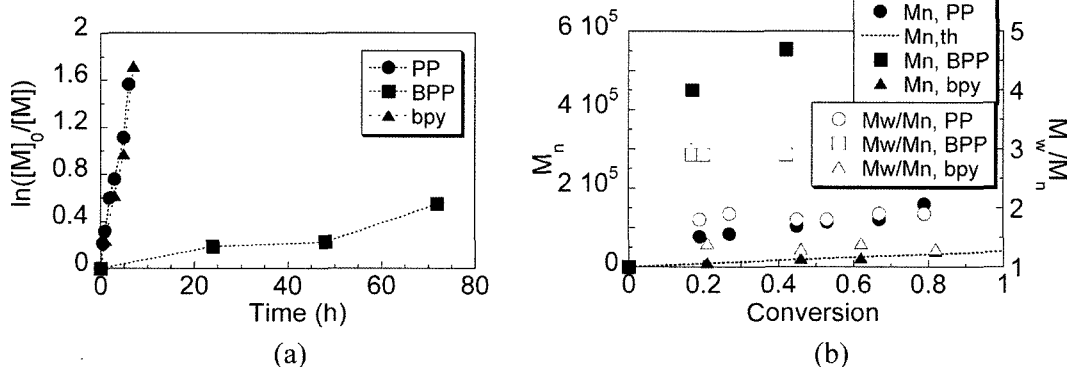 2
1.6
1.2
0.8
0.4
0
ln([M]0/[M])
PP
BPP
bpy
0 20 40 60 80
Time (h)
(a)
Mn, PP
Mn,th
Mn, BPP
Mn, bpy
Mw/Mn, PP
Mw/Mn, BPP
Mw/Mn, bpy
6 10^5
4 10^5
2 10^5
0
Mn
5
4
3
2
1
Mw/Mn
0 0.2 0.4 0.6 0.8 1
Conversion
(b)